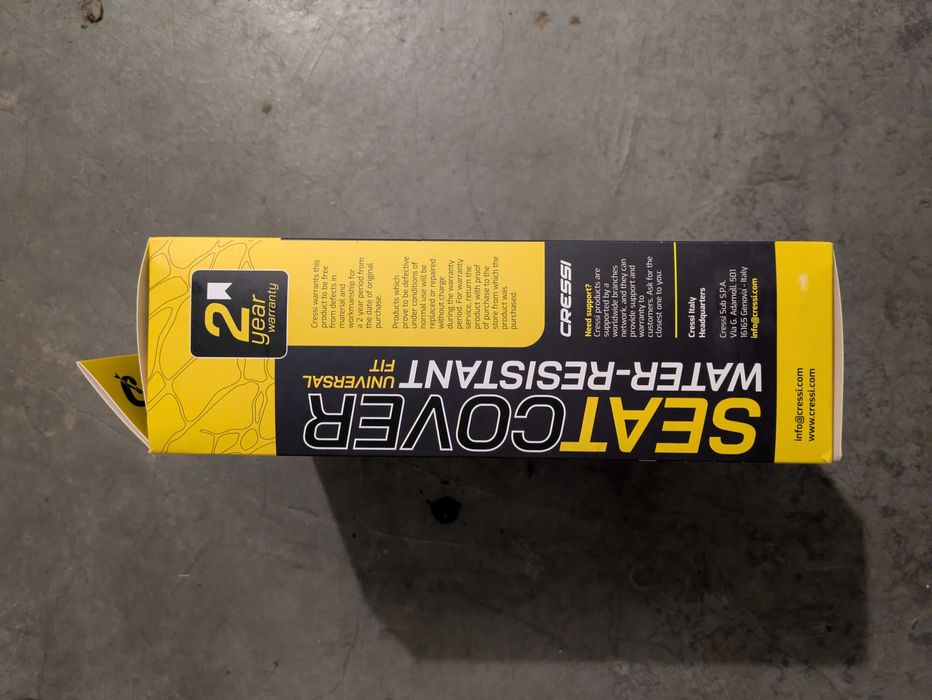 2
year
warranty
Cressi warrants this
product to be free
from defects in
material and
workmanship for
a 2 year period from
the date of original
purchase.
Products which
prove to be defective
under conditions of
normal use will be
replaced or repaired
without charge
during the warranty
period. For warranty
service, return the
product with proof
of purchase to the
store from which the
product was
purchased.
CRESSI
Need support?
Cressi products are
supported by a
worldwide branches
network, and they can
provide support and
warranty to
customers. Ask for the
closest one to you:
Cressi Italy
Headquarters
Cressi Sub S.P.A.
Via G. Adamoli, 501
16165 Genova - Italy
info@cressi.com
SEAT COVER
UNIVERSAL
FIT
WATER-RESISTANT
info@cressi.com
www.cressi.com